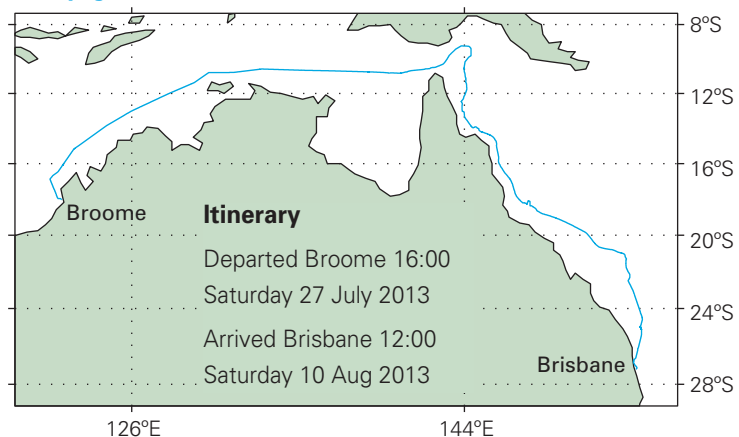 8ºS
12ºS
16ºS
Broome
Itinerary
20ºS
Departed Broome 16:00
Saturday 27 July 2013
24ºS
Arrived Brisbane 12:00
Brisbane
Saturday 10 Aug 2013
28ºS
126ºE
144ºE